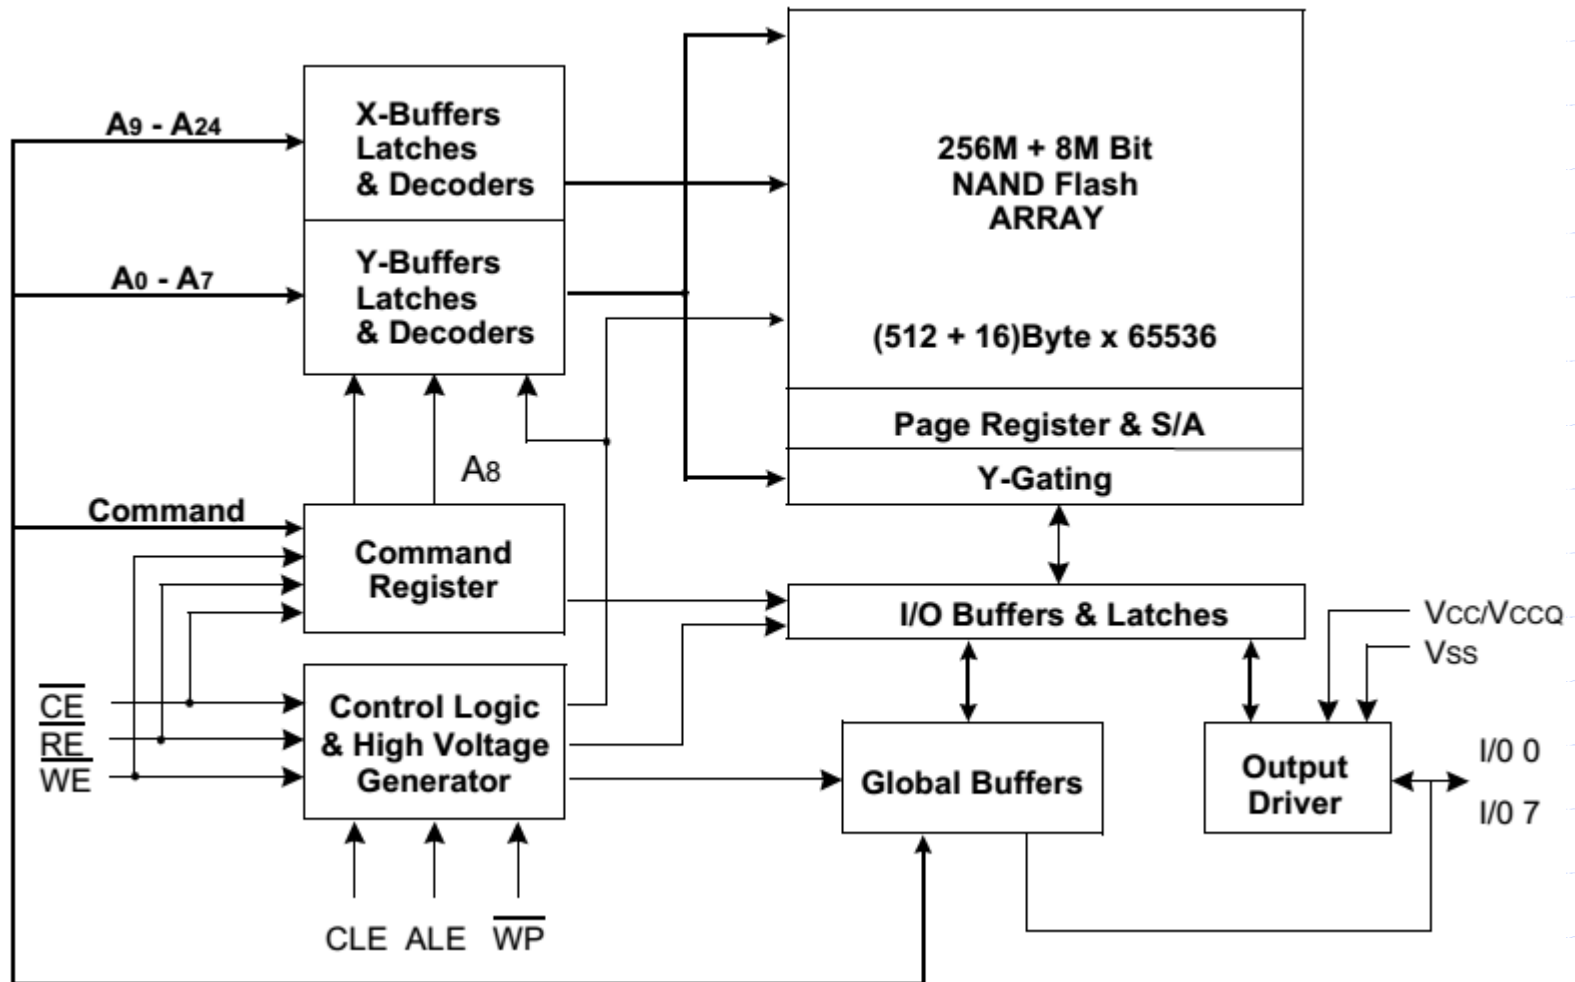 A9 - A24
X-Buffers
Latches
& Decoders
256M + 8M Bit
NAND Flash
ARRAY
A0 - A7
Y-Buffers
Latches
& Decoders
(512 + 16)Byte x 65536
Page Register & S/A
Y-Gating
A8
Command
Command
Register
I/O Buffers & Latches
VCC/VCCQ
VSS
CE
RE
WE
Control Logic
& High Voltage
Generator
Global Buffers
Output
Driver
I/0 0
I/0 7
CLE ALE WP